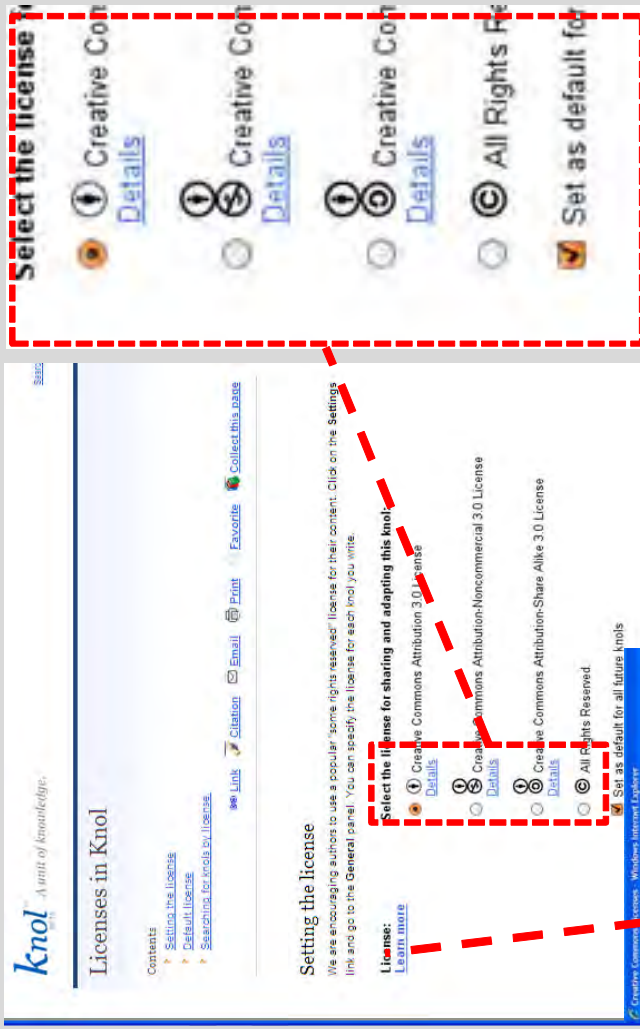 knol A unit of knowledge.
BETA
Searc
Licenses in Knol
Contents
Setting the license
Default license
Searching for knols by license
Link Citation Email Print Favorite Collect this page
Setting the license
We are encouraging authors to use a popular "some rights reserved" license for their content. Click on the Settings
link and go to the General panel. You can specify the license for each knol you write.
License:
Learn more
Select the license for sharing and adapting this knol:
Creative Commons Attribution 3.0 License
Details
Creative Commons Attribution-Noncommercial 3.0 License
Details
Creative Commons Attribution-Share Alike 3.0 License
Details
© All Rights Reserved
Set as default for all future knols
Creative Commons Licenses - Windows Internet Explorer
Select the license fo
Creative Con
Details
Creative Con
Details
Creative Con
Details
© All Rights Re
Set as default for